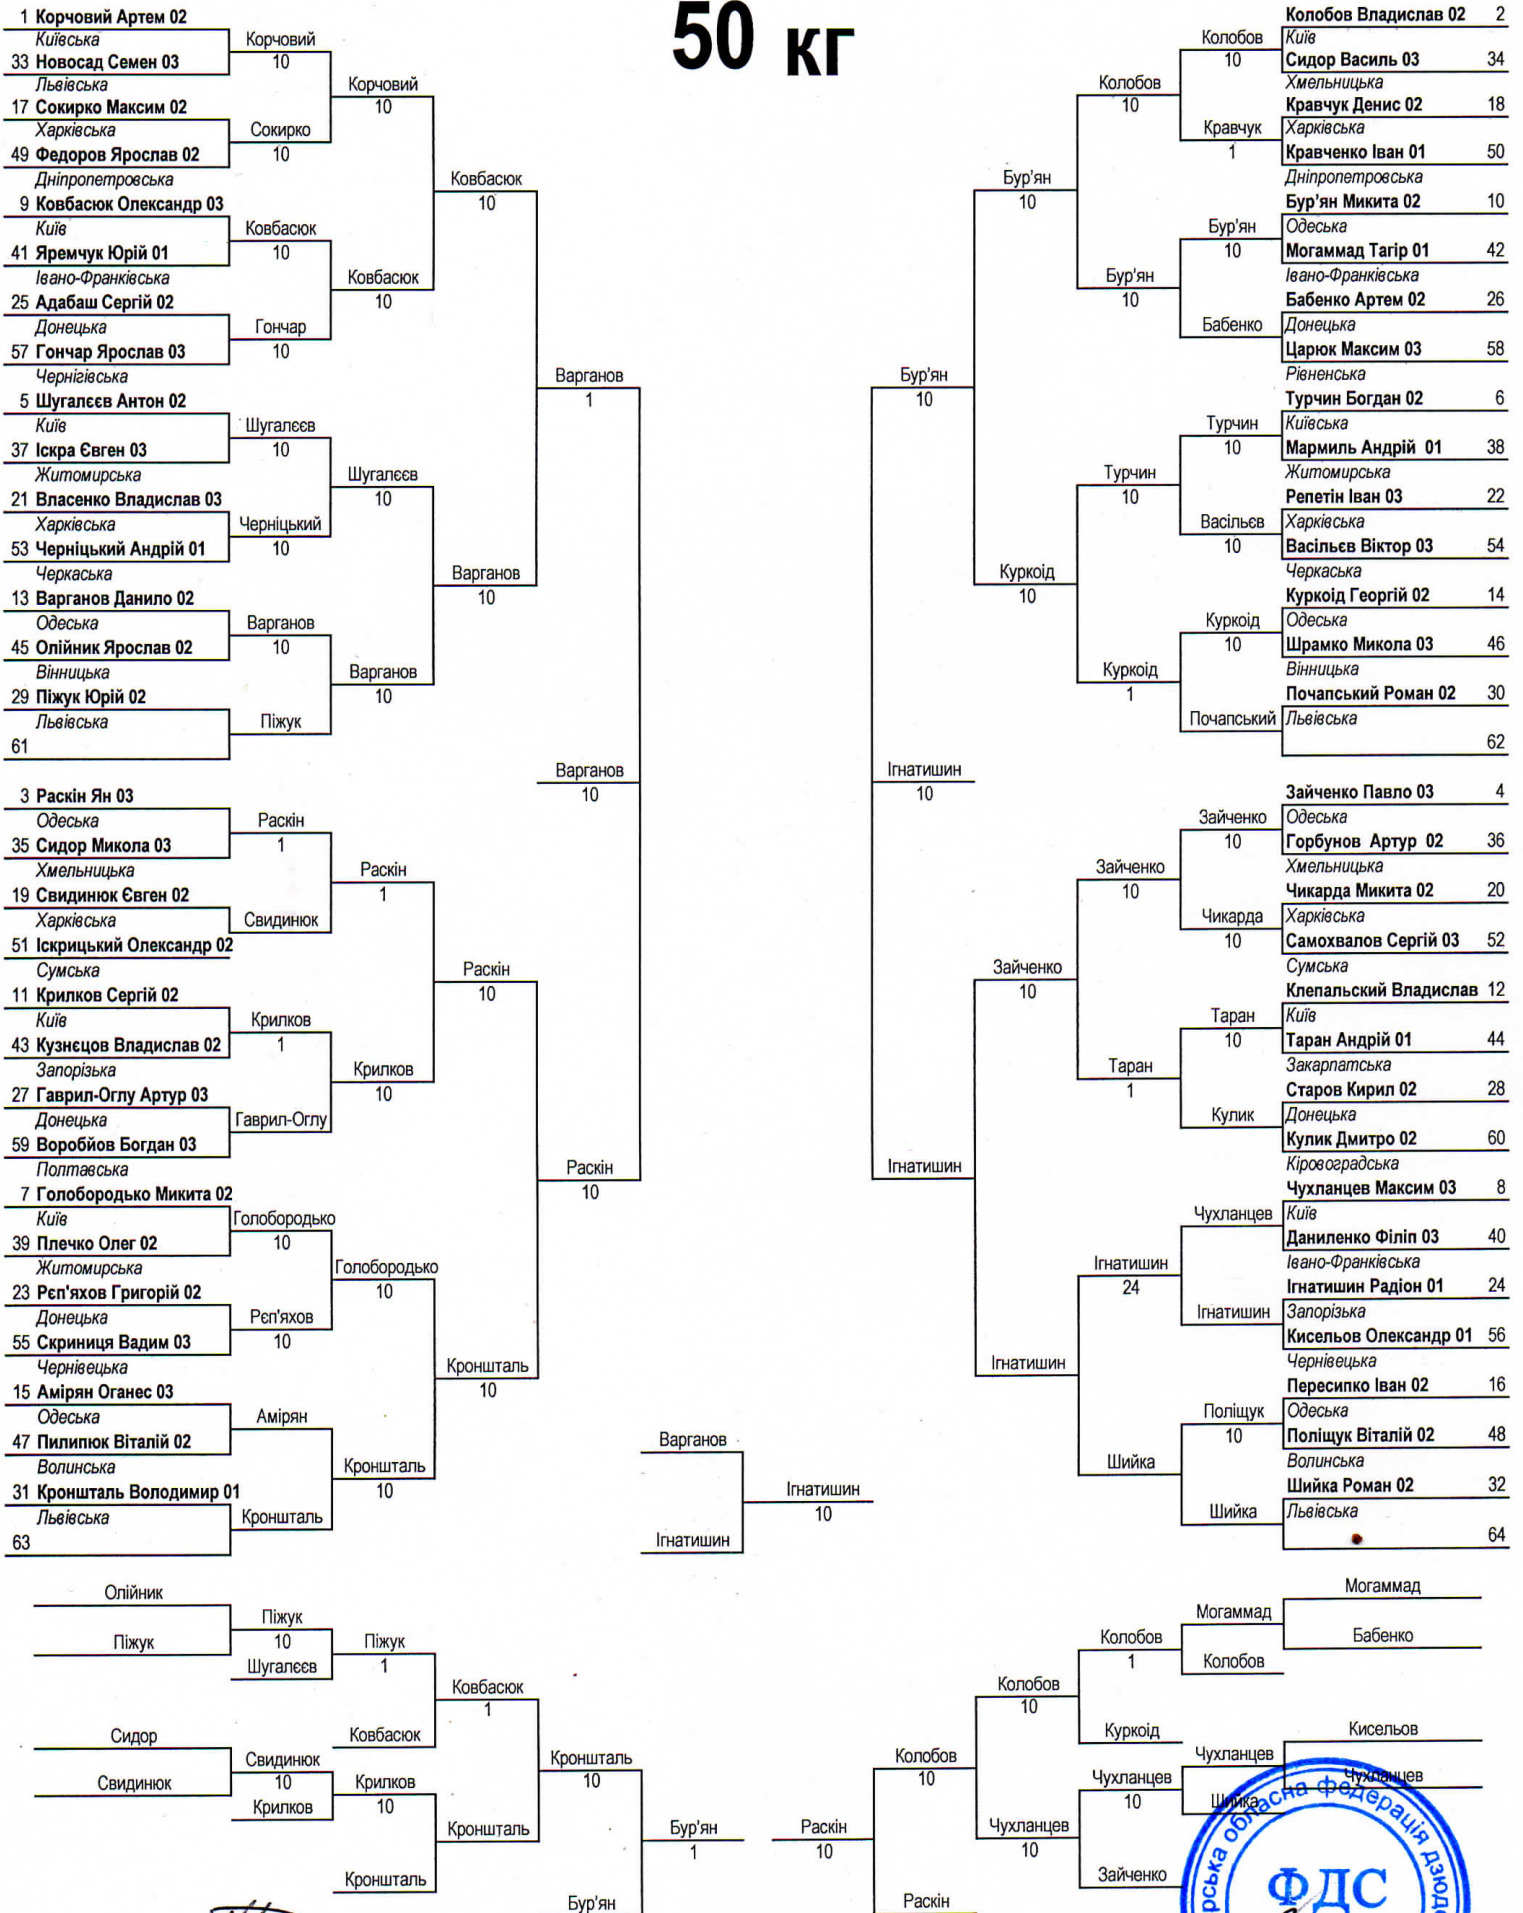 50 кг
1 Корчовий Артем 02
Київська
33 Новосад Семен 03
Львівська
17 Сокирко Максим 02
Харківська
49 Федоров Ярослав 02
Дніпропетровська
9 Ковбасюк Олександр 03
Київ
41 Яремчук Юрій 01
Івано-Франківська
25 Адабаш Сергій 02
Донецька
57 Гончар Ярослав 03
Чернігівська
5 Шугалєєв Антон 02
Київ
37 Іскра Євген 03
Житомирська
21 Власенко Владислав 03
Харківська
53 Черніцький Андрій 01
Черкаська
13 Варганов Данило 02
Одеська
45 Олійник Ярослав 02
Вінницька
29 Піжук Юрій 02
Львівська
61
3 Раскін Ян 03
Одеська
35 Сидор Микола 03
Хмельницька
19 Свидинюк Євген 02
Харківська
51 Іскрицький Олександр 02
Сумська
11 Крилков Сергій 02
Київ
43 Кузнєцов Владислав 02
Запорізька
27 Гаврил-Оглу Артур 03
Донецька
59 Воробйов Богдан 03
Полтавська
7 Голобородько Микита 02
Київ
39 Плечко Олег 02
Житомирська
23 Рєп'яхов Григорій 02
Донецька
55 Скриниця Вадим 03
Чернівецька
15 Амірян Оганес 03
Одеська
47 Пилипюк Віталій 02
Волинська
31 Кроншталь Володимир 01
Львівська
63
Корчовий
10
Сокирко
10
Ковбасюк
10
Гончар
10
Шугалєєв
10
Черніцький
10
Варганов
10
Піжук
Раскін
1
Свидинюк
Крилков
1
Гаврил-Оглу
Голобородько
10
Рєп'яхов
10
Амірян
Кроншталь
Корчовий
10
Ковбасюк
10
Шугалєєв
10
Варганов
10
Раскін
1
Крилков
10
Голобородько
10
Кроншталь
10
Ковбасюк
10
Варганов
10
Раскін
10
Кроншталь
10
Варганов
1
Раскін
10
Варганов
10
Варганов
Ігнатишин
Ігнатишин
10
Ігнатишин
10
Бур'ян
10
Ігнатишин
Бур'ян
10
Куркоід
10
Зайченко
10
Ігнатишин
Колобов
10
Бур'ян
10
Турчин
10
Куркоід
1
Зайченко
10
Таран
1
Ігнатишин
24
Шийка
Колобов
10
Кравчук
1
Бур'ян
10
Бабенко
Турчин
10
Васільєв
10
Куркоід
10
Почапський
Зайченко
10
Чикарда
10
Таран
10
Кулик
Чухланцев
Ігнатишин
Поліщук
10
Шийка
Колобов Владислав 02 2
Київ
Сидор Василь 03 34
Хмельницька
Кравчук Денис 02 18
Харківська
Кравченко Іван 01 50
Дніпропетровська
Бур'ян Микита 02 10
Одеська
Могаммад Тагір 01 42
Івано-Франківська
Бабенко Артем 02 26
Донецька
Царюк Максим 03 58
Рівненська
Турчин Богдан 02 6
Київська
Мармиль Андрій 01 38
Житомирська
Репетін Іван 03 22
Харківська
Васільєв Віктор 03 54
Черкаська
Куркоід Георгій 02 14
Одеська
Шрамко Микола 03 46
Вінницька
Почапський Роман 02 30
Львівська
62
Зайченко Павло 03 4
Одеська
Горбунов Артур 02 36
Хмельницька
Чикарда Микита 02 20
Харківська
Самохвалов Сергій 03 52
Сумська
Клепальский Владислав 12
Київ
Таран Андрій 01 44
Закарпатська
Старов Кирил 02 28
Донецька
Кулик Дмитро 02 60
Кіровоградська
Чухланцев Максим 03 8
Київ
Даниленко Філіп 03 40
Івано-Франківська
Ігнатишин Радіон 01 24
Запорізька
Кисельов Олександр 01 56
Чернівецька
Пересипко Іван 02 16
Одеська
Поліщук Віталій 02 48
Волинська
Шийка Роман 02 32
Львівська
64
Олійник
Піжук
Сидор
Свидинюк
Піжук
10
Шугалєєв
Свидинюк
10
Крилков
Піжук
1
Ковбасюк
Крилков
10
Кроншталь
Ковбасюк
1
Кроншталь
Кроншталь
10
Бур'ян
Бур'ян
1
Раскін
10
Колобов
10
Раскін
Колобов
10
Чухланцев
10
Колобов
1
Куркоід
Чухланцев
10
Зайченко
Могаммад
Колобов
Чухланцев
Шийка
Могаммад
Бабенко
Кисельов
Чухланцев
обласна федерація дзюдо
ФДС